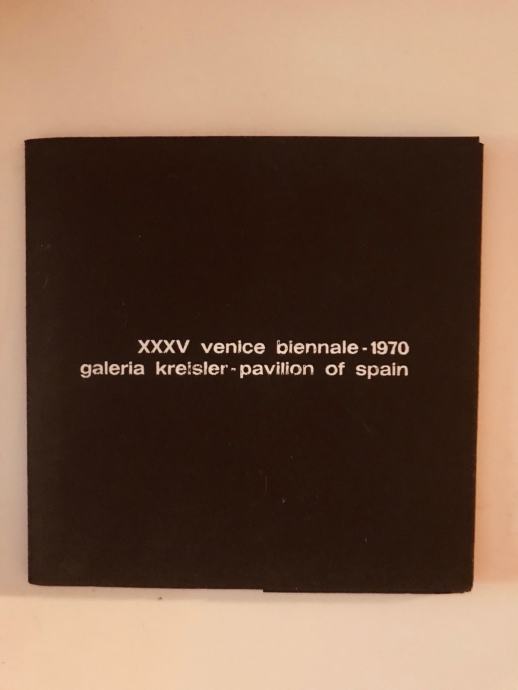 XXXV venice biennale-1970
galeria kreisler-pavilion of spain